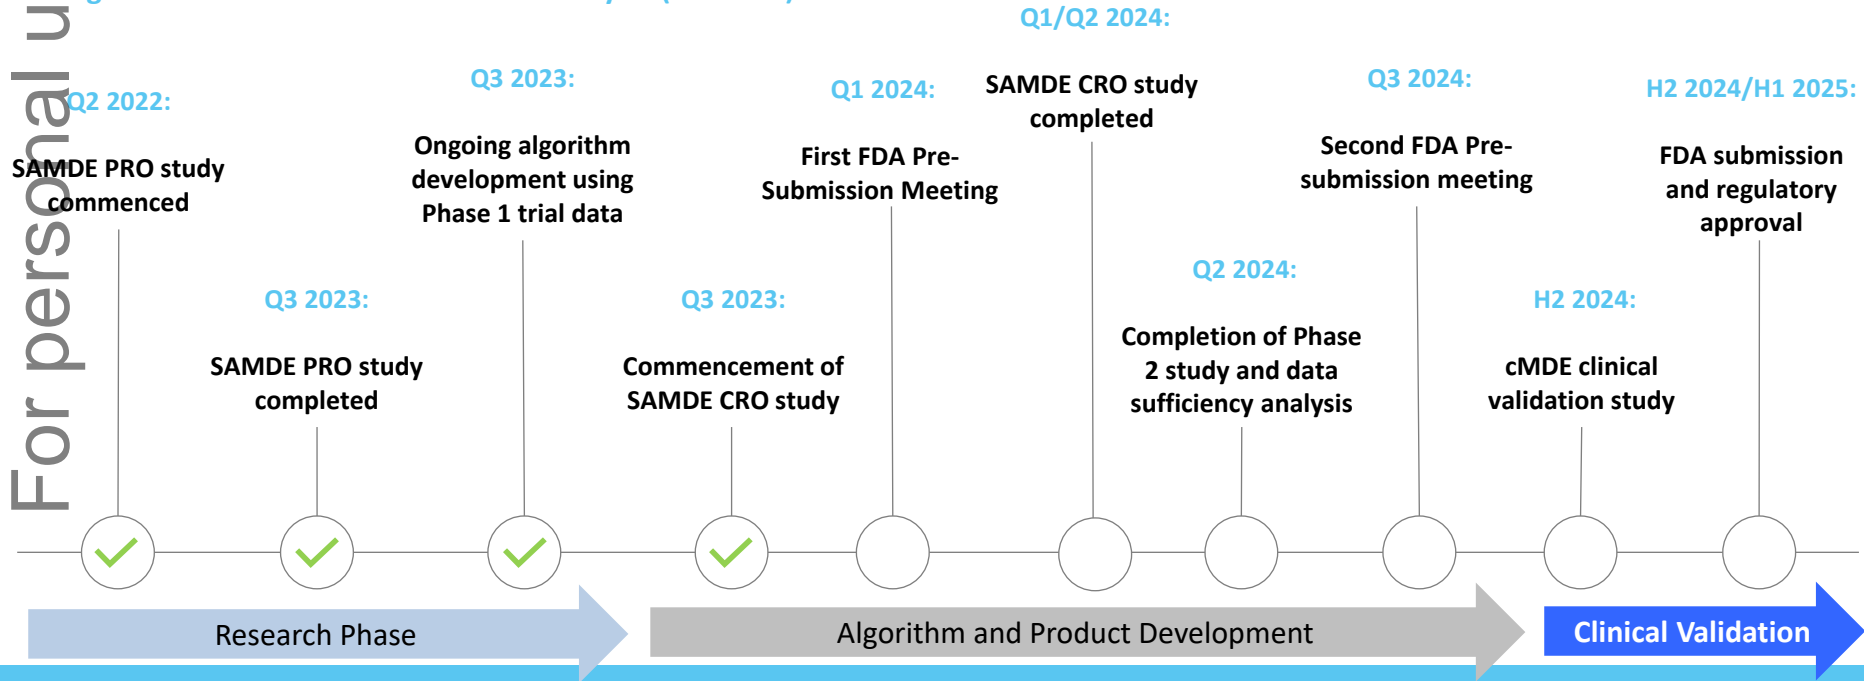 For personal u
Q2 2022:
SAMDE PRO study
commenced
Q3 2023:
SAMDE PRO study
completed
Q3 2023:
Ongoing algorithm
development using
Phase 1 trial data
Q3 2023:
Commencement of
SAMDE CRO study
Q1 2024:
First FDA Pre-
Submission Meeting
Q1/Q2 2024:
SAMDE CRO study
completed
Q2 2024:
Completion of Phase
2 study and data
sufficiency analysis
Q3 2024:
Second FDA Pre-
submission meeting
H2 2024:
cMDE clinical
validation study
H2 2024/H1 2025:
FDA submission
and regulatory
approval
Research Phase
Algorithm and Product Development
Clinical Validation